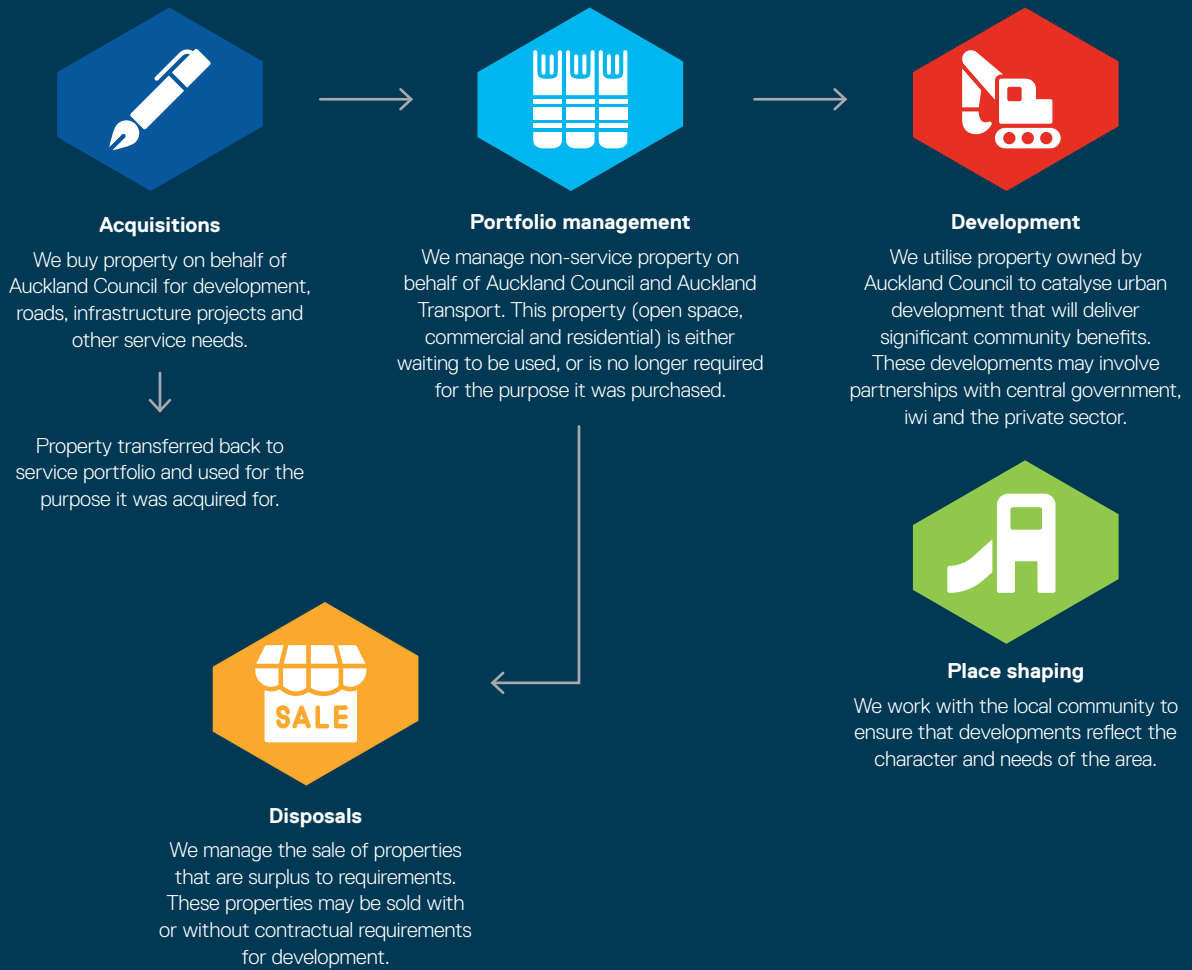 Acquisitions
We buy property on behalf of
Auckland Council for development,
roads, infrastructure projects and
other service needs.
Property transferred back to
service portfolio and used for the
purpose it was acquired for.
Portfolio management
We manage non-service property on
behalf of Auckland Council and Auckland
Transport. This property (open space,
commercial and residential) is either
waiting to be used, or is no longer required
for the purpose it was purchased.
Development
We utilise property owned by
Auckland Council to catalyse urban
development that will deliver
significant community benefits.
These developments may involve
partnerships with central government,
iwi and the private sector.
Place shaping
We work with the local community to
ensure that developments reflect the
character and needs of the area.
SALE
Disposals
We manage the sale of properties
that are surplus to requirements.
These properties may be sold with
or without contractual requirements
for development.